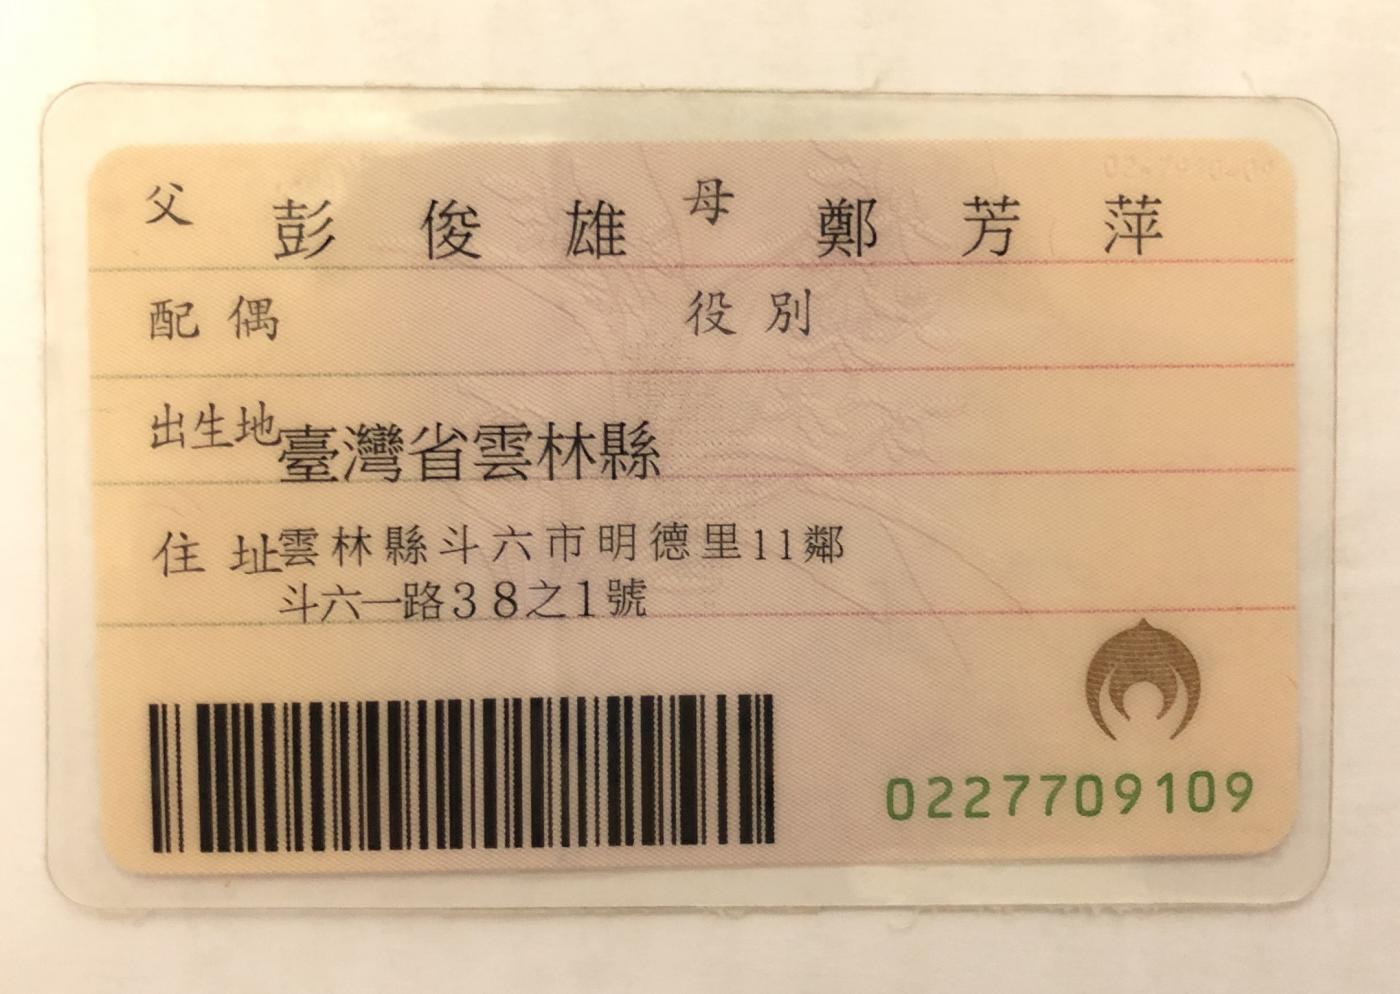 父 彭俊雄 母 鄭芳萍
配偶 役別
出生地 臺灣省雲林縣
住址 雲林縣斗六市明德里11鄰
斗六一路38之1號
0227709109